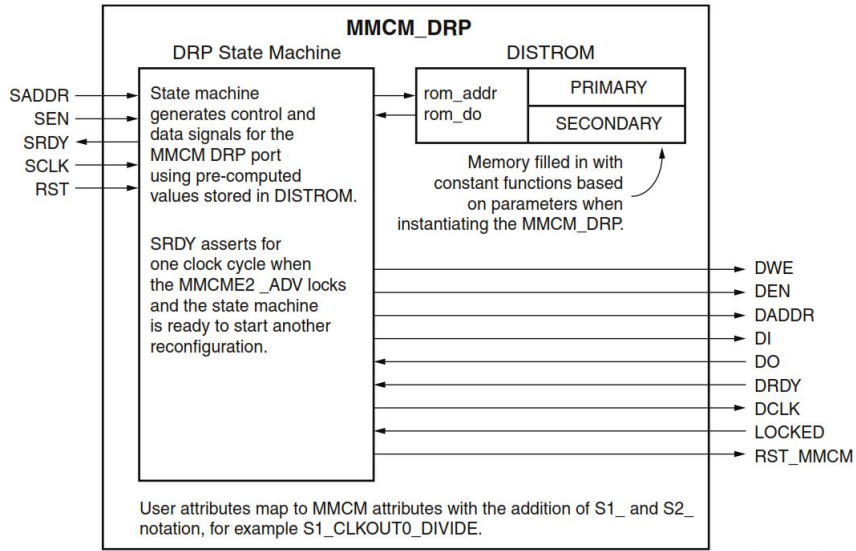 MMCM_DRP
DRP State Machine
DISTROM
SADDR
SEN
SRDY
SCLK
RST
State machine
generates control and
data signals for the
MMCM DRP port
using pre-computed
values stored in DISTROM.
SRDY asserts for
one clock cycle when
the MMCME2 _ADV locks
and the state machine
is ready to start another
reconfiguration.
rom_addr
rom_do
PRIMARY
SECONDARY
Memory filled in with
constant functions based
on parameters when
instantiating the MMCM_DRP.
DWE
DEN
DADDR
DI
DO
DRDY
DCLK
LOCKED
RST_MMCM
User attributes map to MMCM attributes with the addition of S1_ and S2_
notation, for example S1_CLKOUT0_DIVIDE.